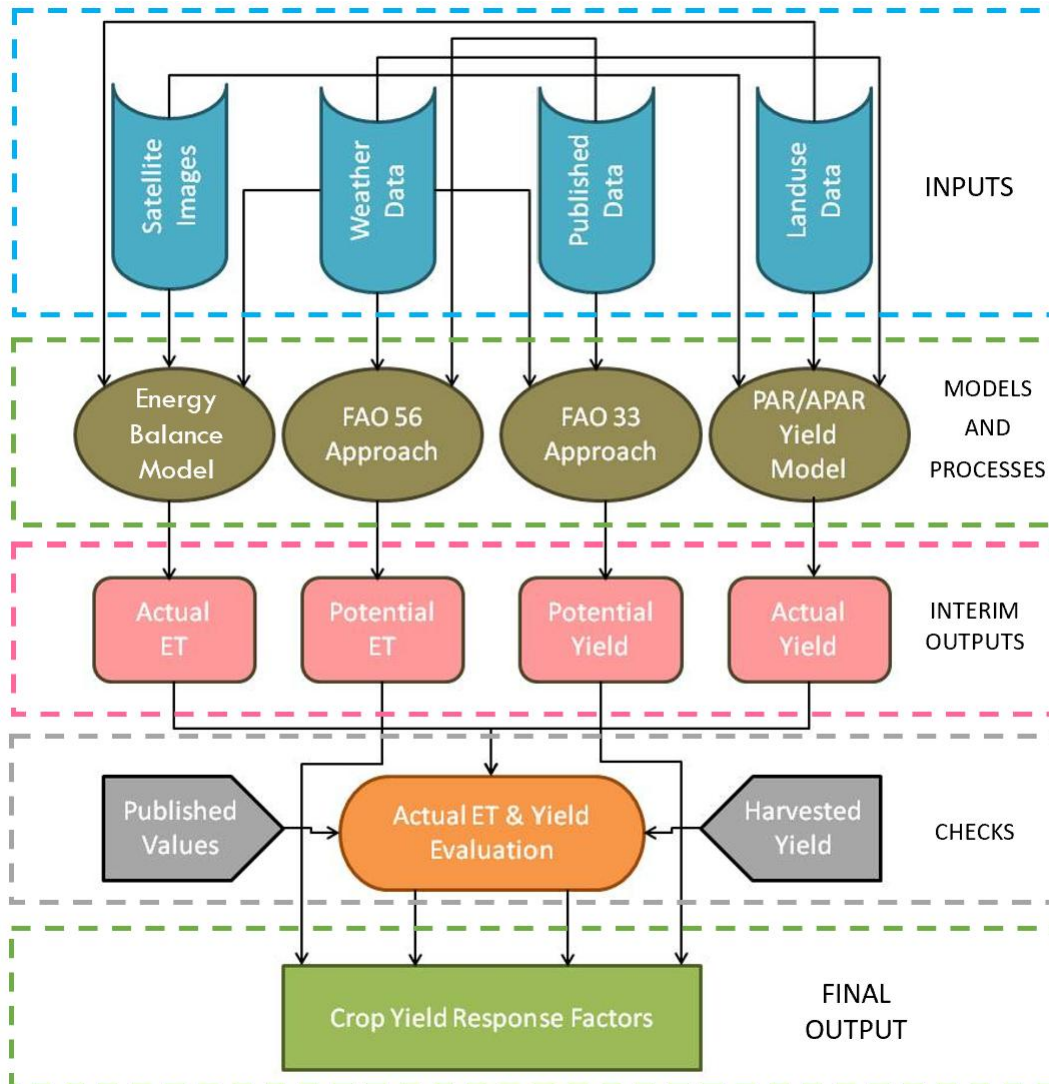 Satellite
Images
Weather
Data
Published
Data
Landuse
Data
INPUTS
Energy
Balance
Model
FAO 56
Approach
FAO 33
Approach
PAR/APAR
Yield
Model
MODELS
AND
PROCESSES
Actual
ET
Potential
ET
Potential
Yield
Actual
Yield
INTERIM
OUTPUTS
Published
Values
Actual ET & Yield
Evaluation
Harvested
Yield
CHECKS
Crop Yield Response Factors
FINAL
OUTPUT